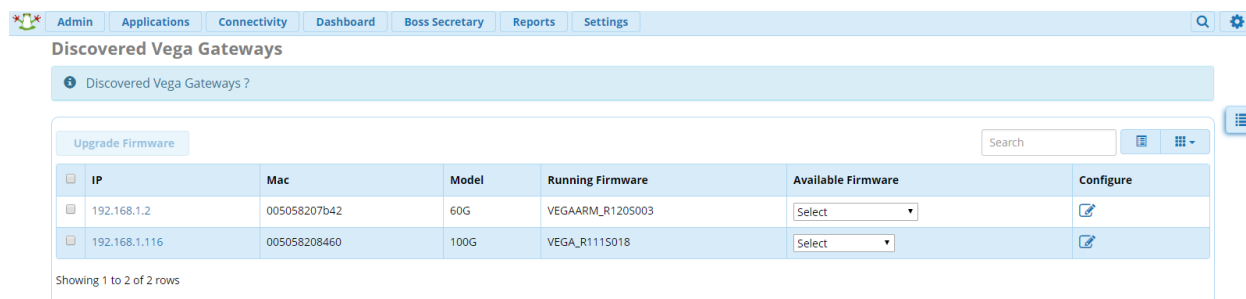 Admin Applications Connectivity Dashboard Boss Secretary Reports Settings
Discovered Vega Gateways
Discovered Vega Gateways ?
Upgrade Firmware Search
IP Mac Model Running Firmware Available Firmware Configure
192.168.1.2 005058207b42 60G VEGAARM_R120S003 Select
192.168.1.116 005058208460 100G VEGA_R111S018 Select
Showing 1 to 2 of 2 rows